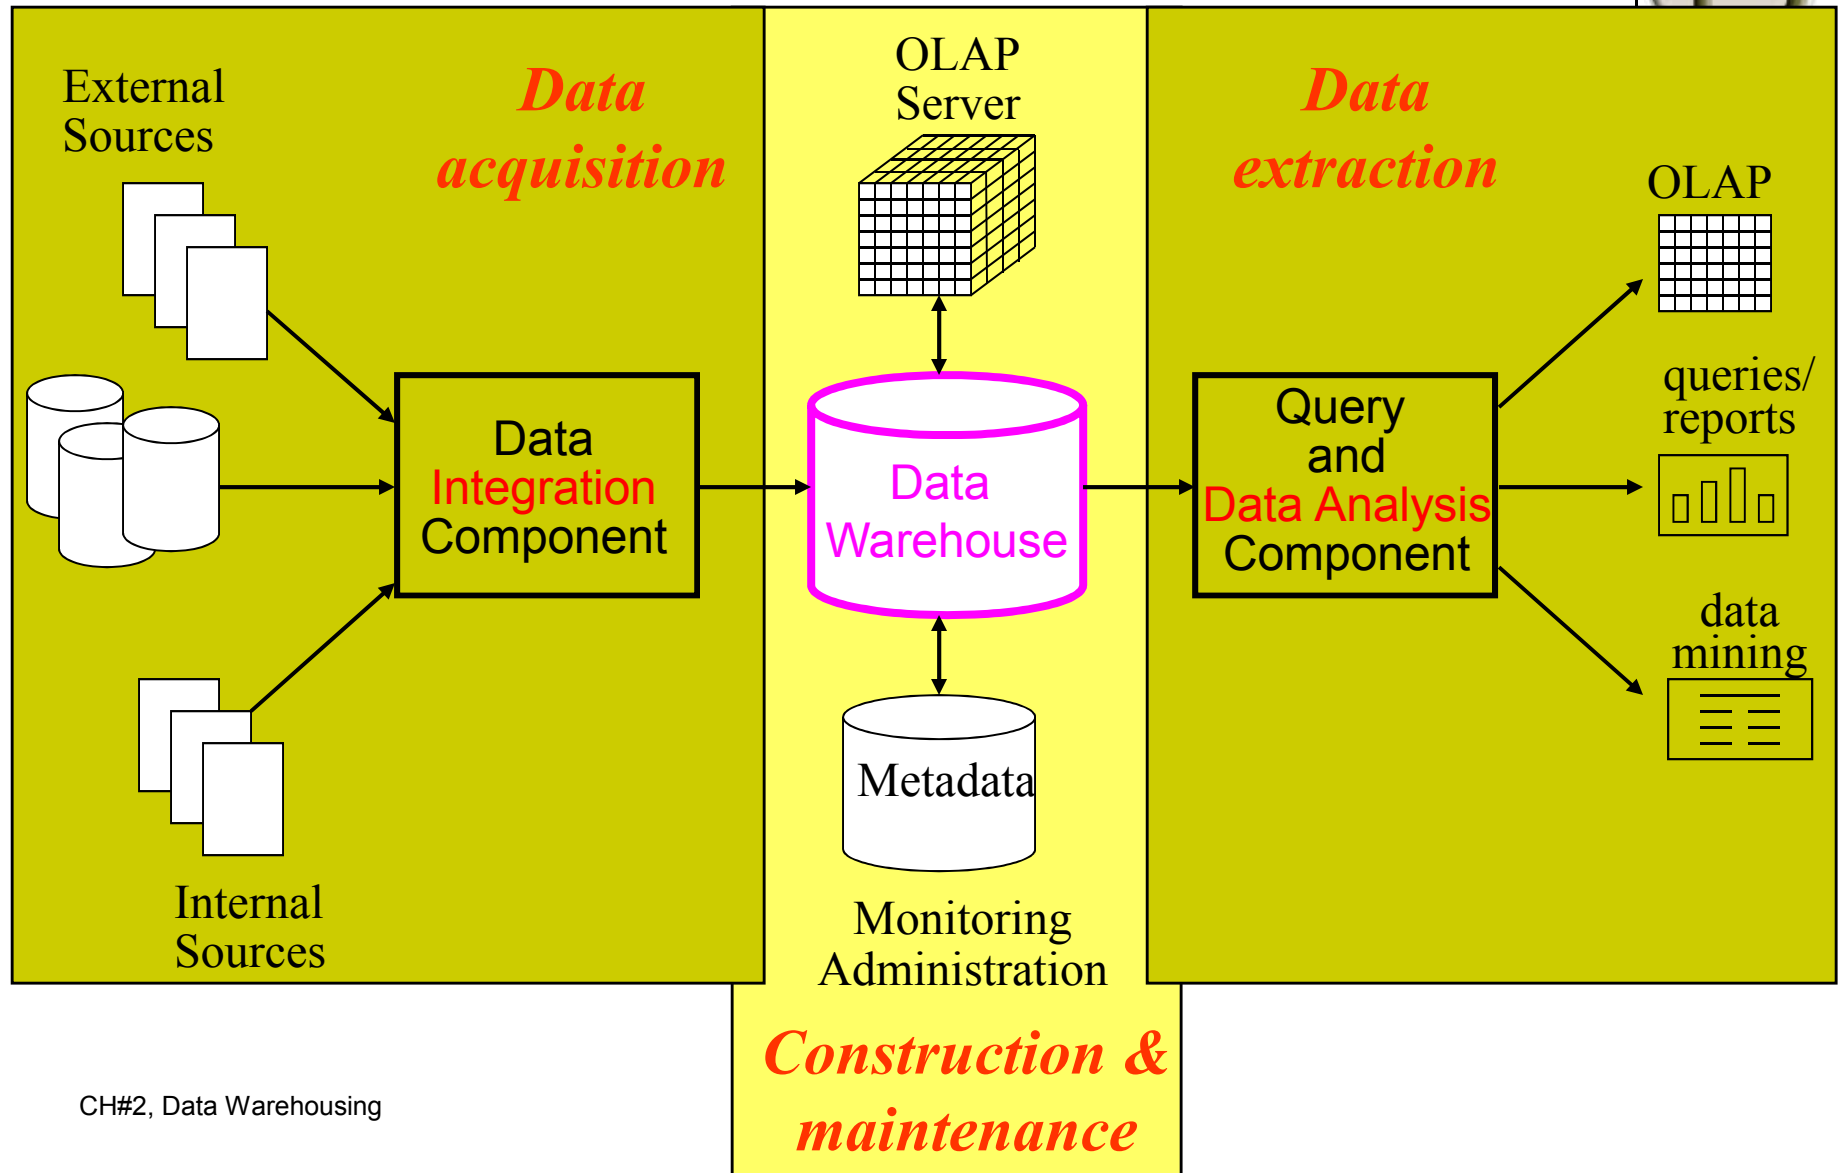 External
Sources
Data
acquisition
OLAP
Server
Data
extraction
OLAP
Data
Integration
Component
Data
Warehouse
Query
and
Data Analysis
Component
queries/
reports
data
mining
Metadata
Internal
Sources
Monitoring
Administration
Construction &
maintenance
CH#2, Data Warehousing